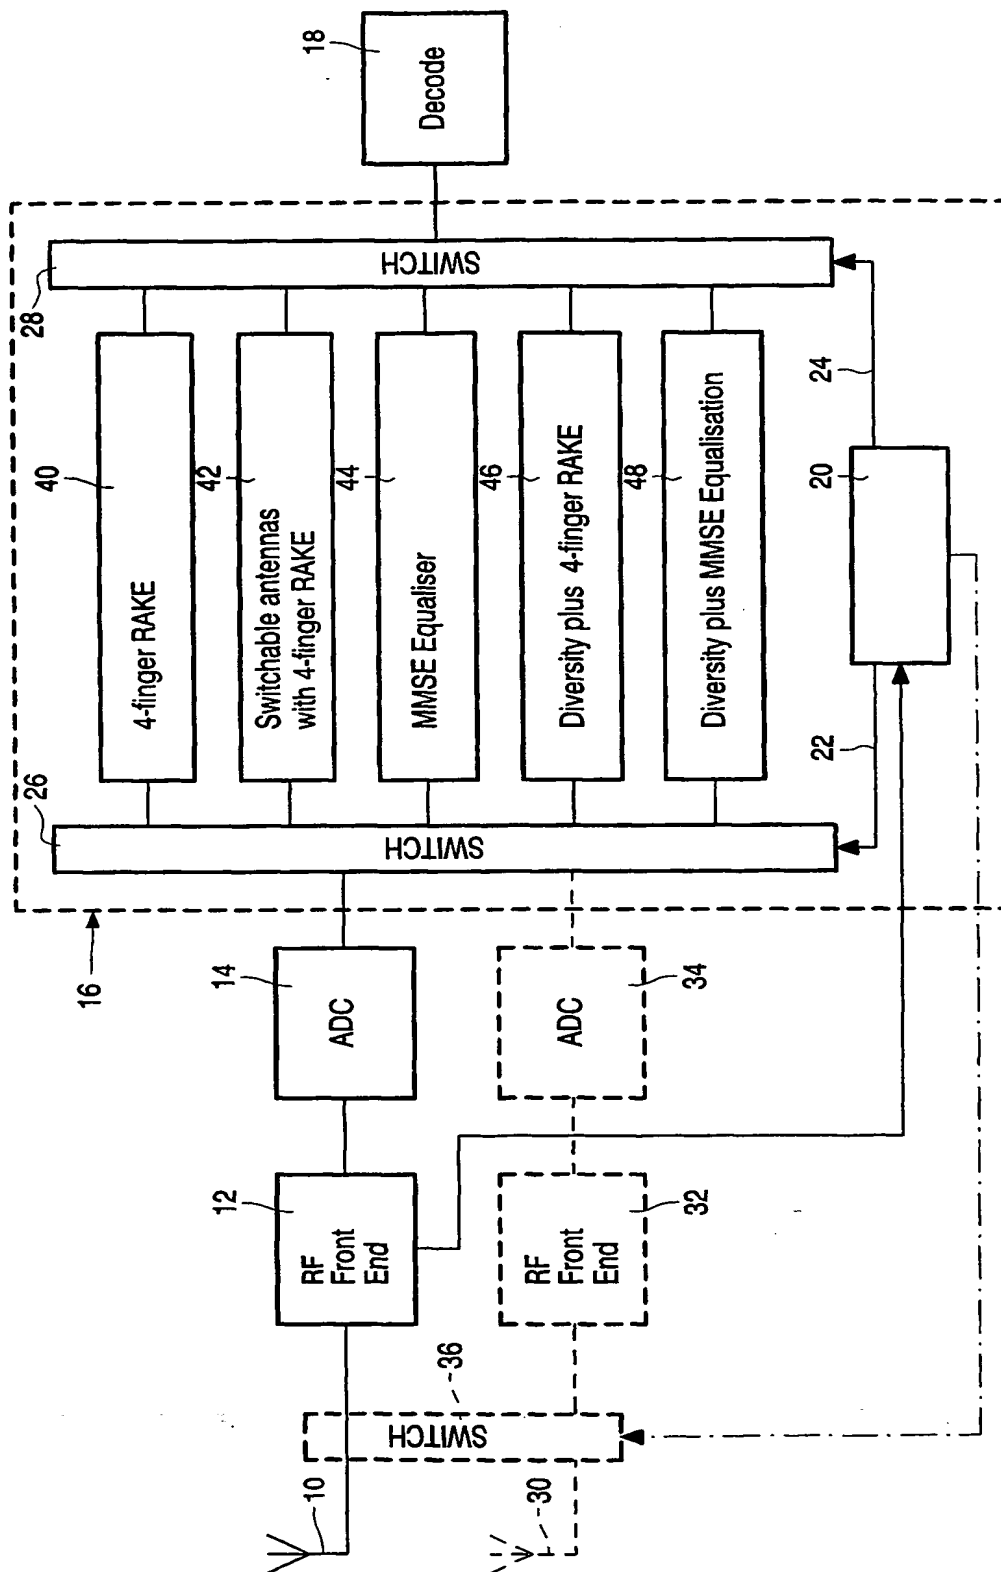 10
30
SWITCH
36
RF
Front
End
12
RF
Front
End
32
ADC
14
ADC
34
16
SWITCH
26
4-finger RAKE
40
Switchable antennas
with 4-finger RAKE
42
MMSE Equaliser
44
Diversity plus 4-finger RAKE
46
Diversity plus MMSE Equalisation
48
20
22
24
SWITCH
28
Decode
18